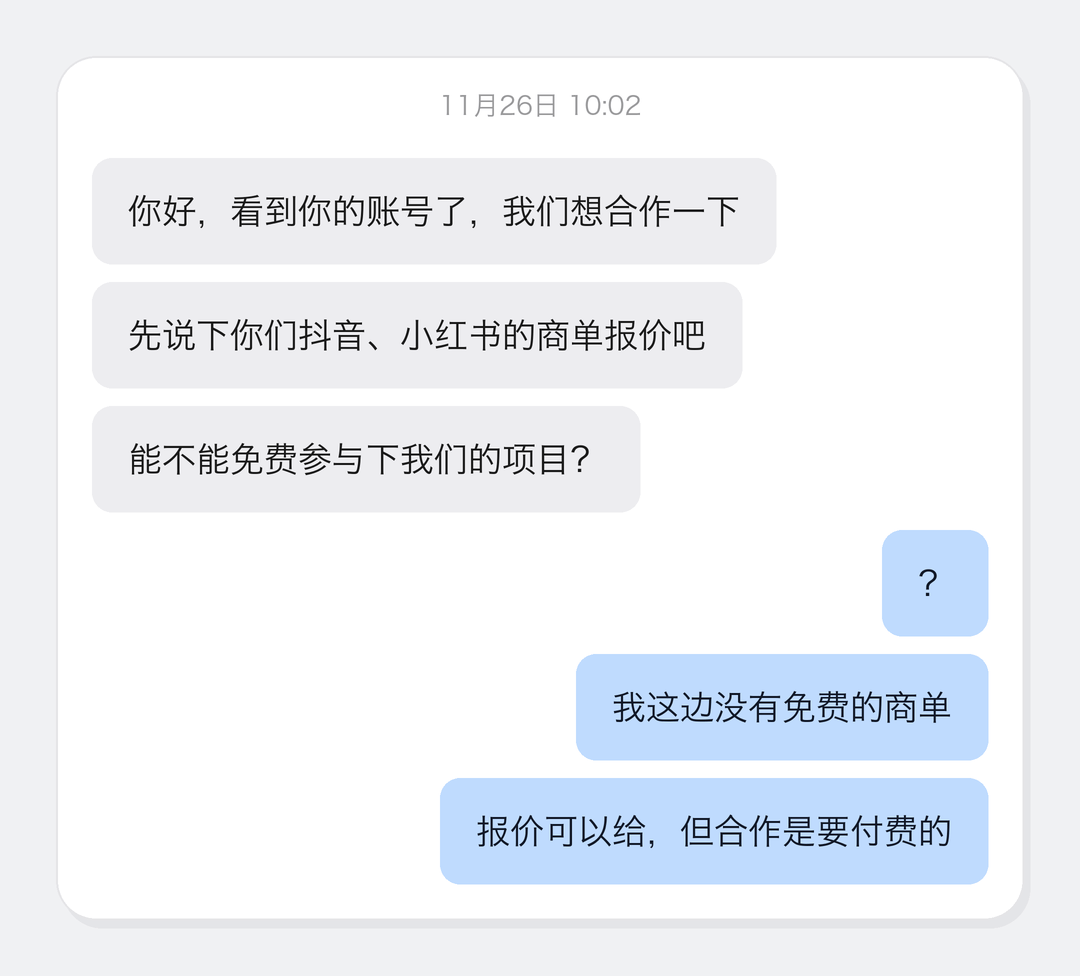 11月26日 10:02
你好，看到你的账号了，我们想合作一下
先说下你们抖音、小红书的商单报价吧
能不能免费参与下我们的项目？
？
我这边没有免费的商单
报价可以给，但合作是要付费的